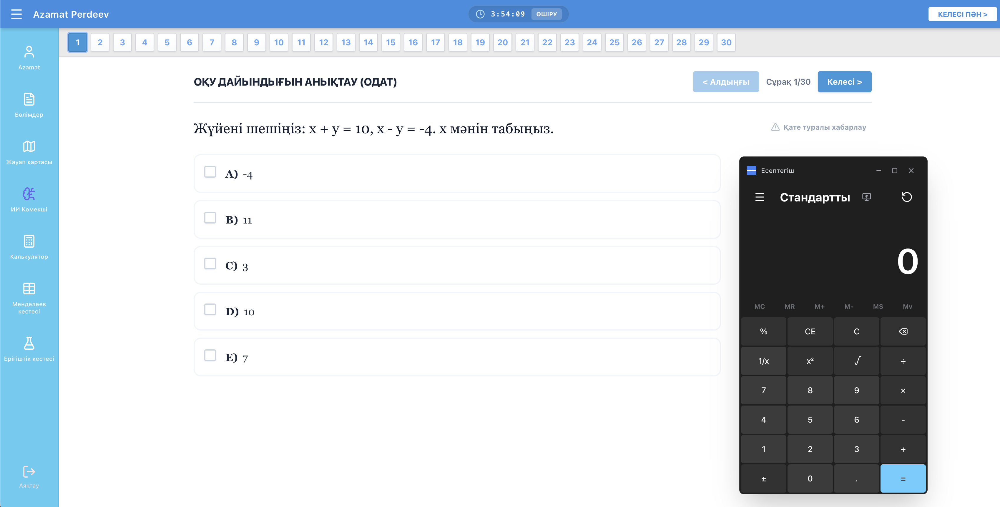 Azamat Perdeev
3:54:09 ӨШІРУ
КЕЛЕСІ ПӘН >
1 2 3 4 5 6 7 8 9 10 11 12 13 14 15 16 17 18 19 20 21 22 23 24 25 26 27 28 29 30
Azamat
Бөлімдер
Жауап картасы
ИИ Көмекші
Калькулятор
Менделеев
кестесі
Ерігіштік кестесі
Аяқтау
ОҚУ ДАЙЫНДЫҒЫН АНЫҚТАУ (ОДАТ)
< Алдыңғы Сұрақ 1/30 Келесі >
Жүйені шешіңіз: x + y = 10, x - y = -4. x мәнін табыңыз.
Қате туралы хабарлау
A) -4
B) 11
C) 3
D) 10
E) 7
Есептегіш
Стандартты
0
MC MR M+ M- MS Mv
% CE C
1/x x² √ ÷
7 8 9 ×
4 5 6 -
1 2 3 +
± 0 . =